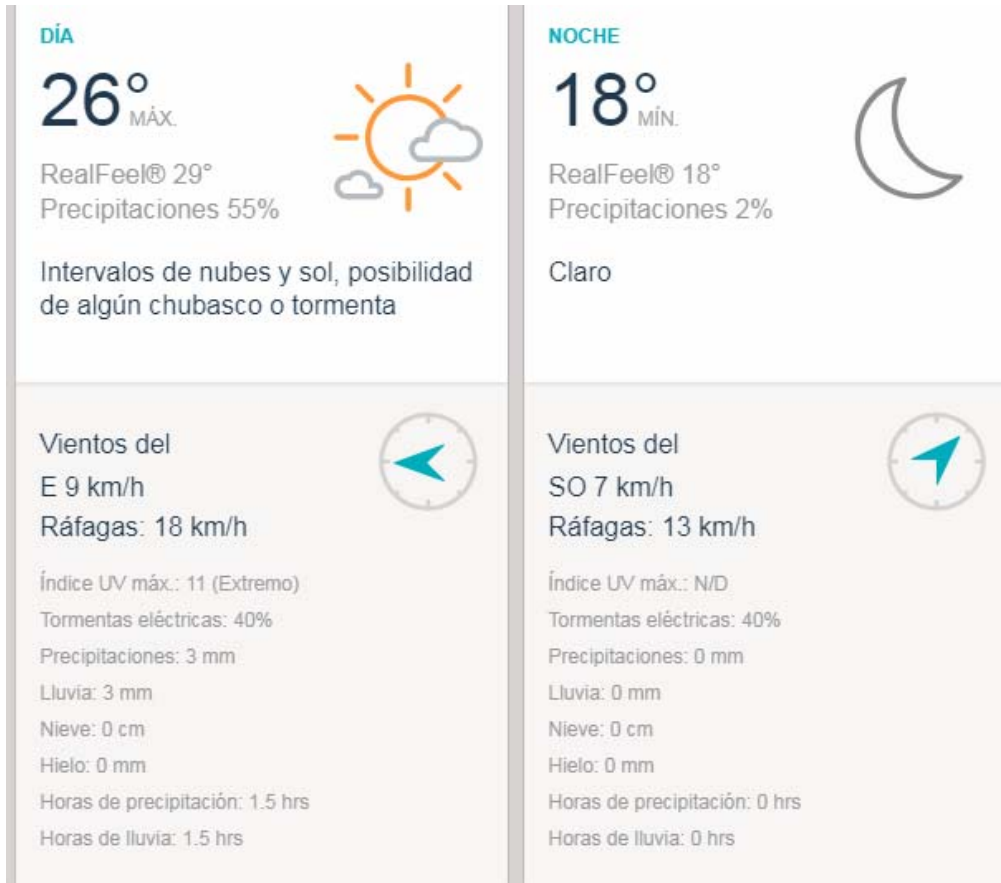 DÍA
26° MÁX.
RealFeel® 29°
Precipitaciones 55%
Intervalos de nubes y sol, posibilidad
de algún chubasco o tormenta
Vientos del
E 9 km/h
Ráfagas: 18 km/h
Índice UV máx.: 11 (Extremo)
Tormentas eléctricas: 40%
Precipitaciones: 3 mm
Lluvia: 3 mm
Nieve: 0 cm
Hielo: 0 mm
Horas de precipitación: 1.5 hrs
Horas de lluvia: 1.5 hrs
NOCHE
18° MÍN.
RealFeel® 18°
Precipitaciones 2%
Claro
Vientos del
SO 7 km/h
Ráfagas: 13 km/h
Índice UV máx.: N/D
Tormentas eléctricas: 40%
Precipitaciones: 0 mm
Lluvia: 0 mm
Nieve: 0 cm
Hielo: 0 mm
Horas de precipitación: 0 hrs
Horas de lluvia: 0 hrs